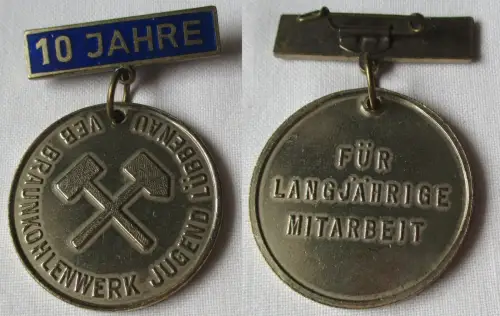 10 JAHRE
VEB BRAUNKOHLENWERK JUGEND LÜBBENAU
FÜR
LANGJÄHRIGE
MITARBEIT